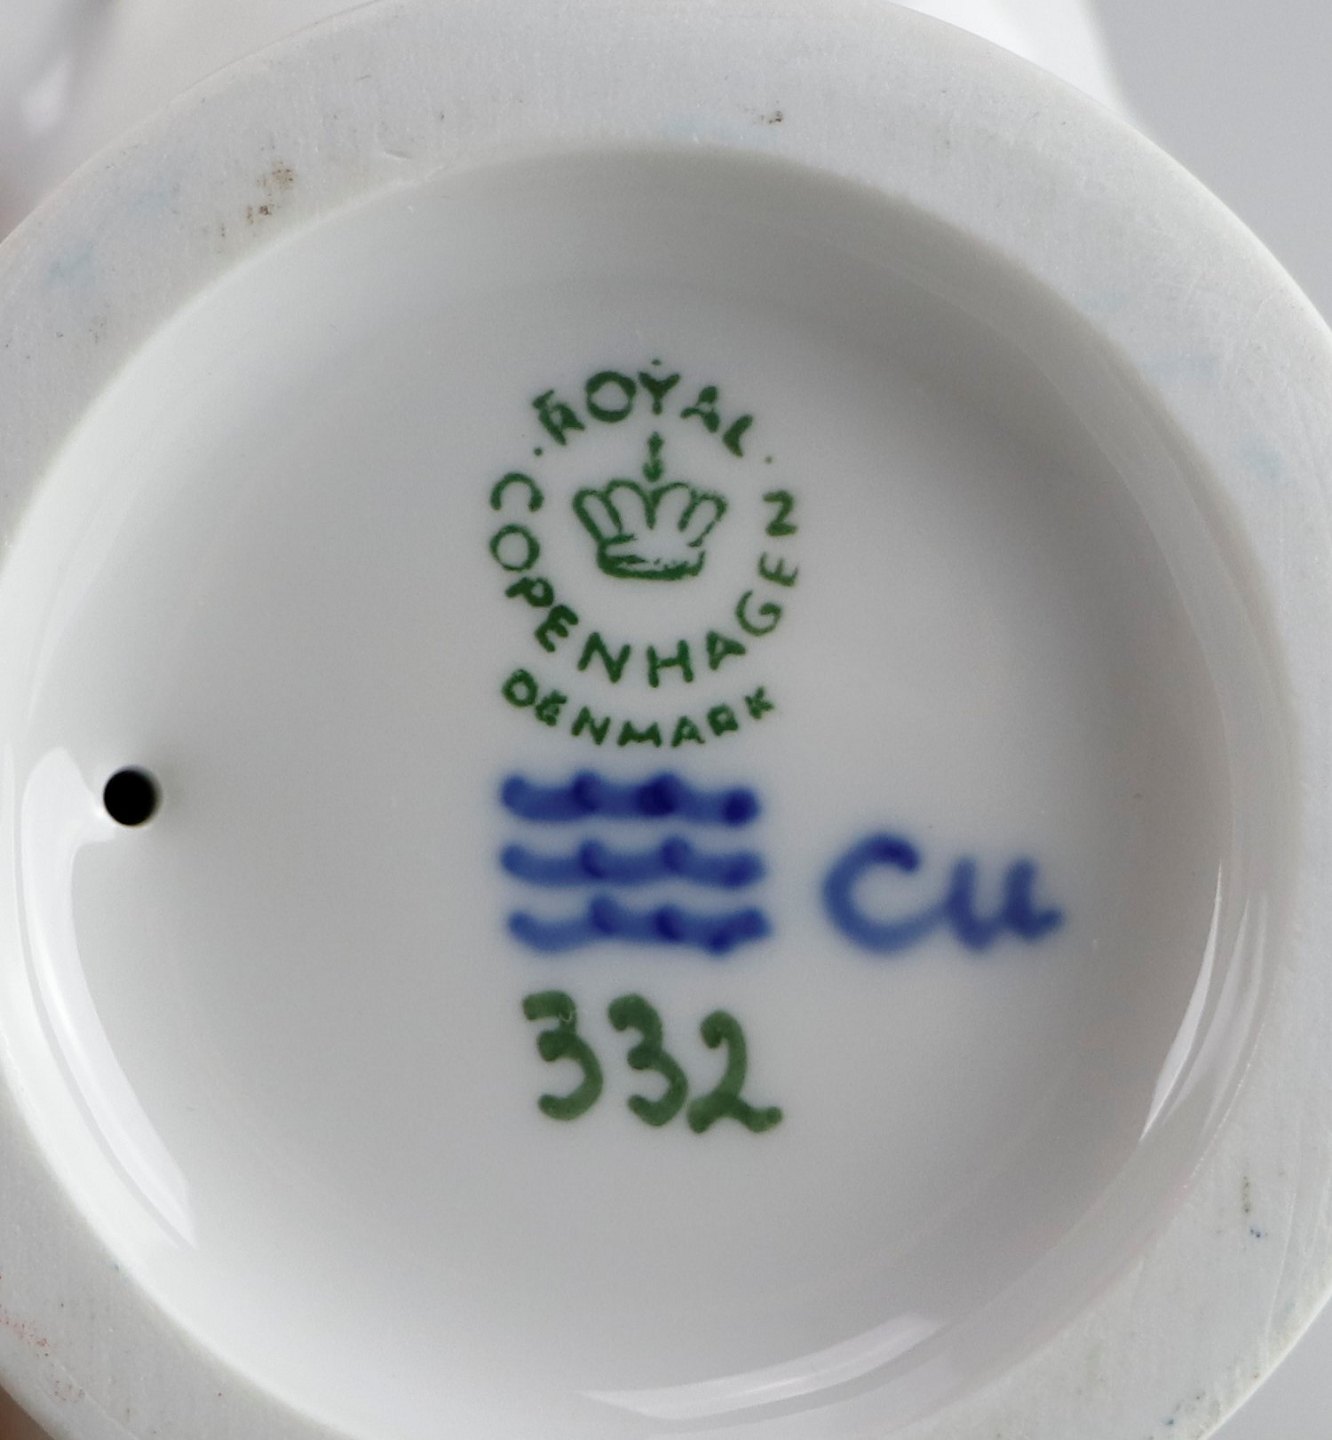 ROYAL
COPENHAGEN
DENMARK
Cu
332